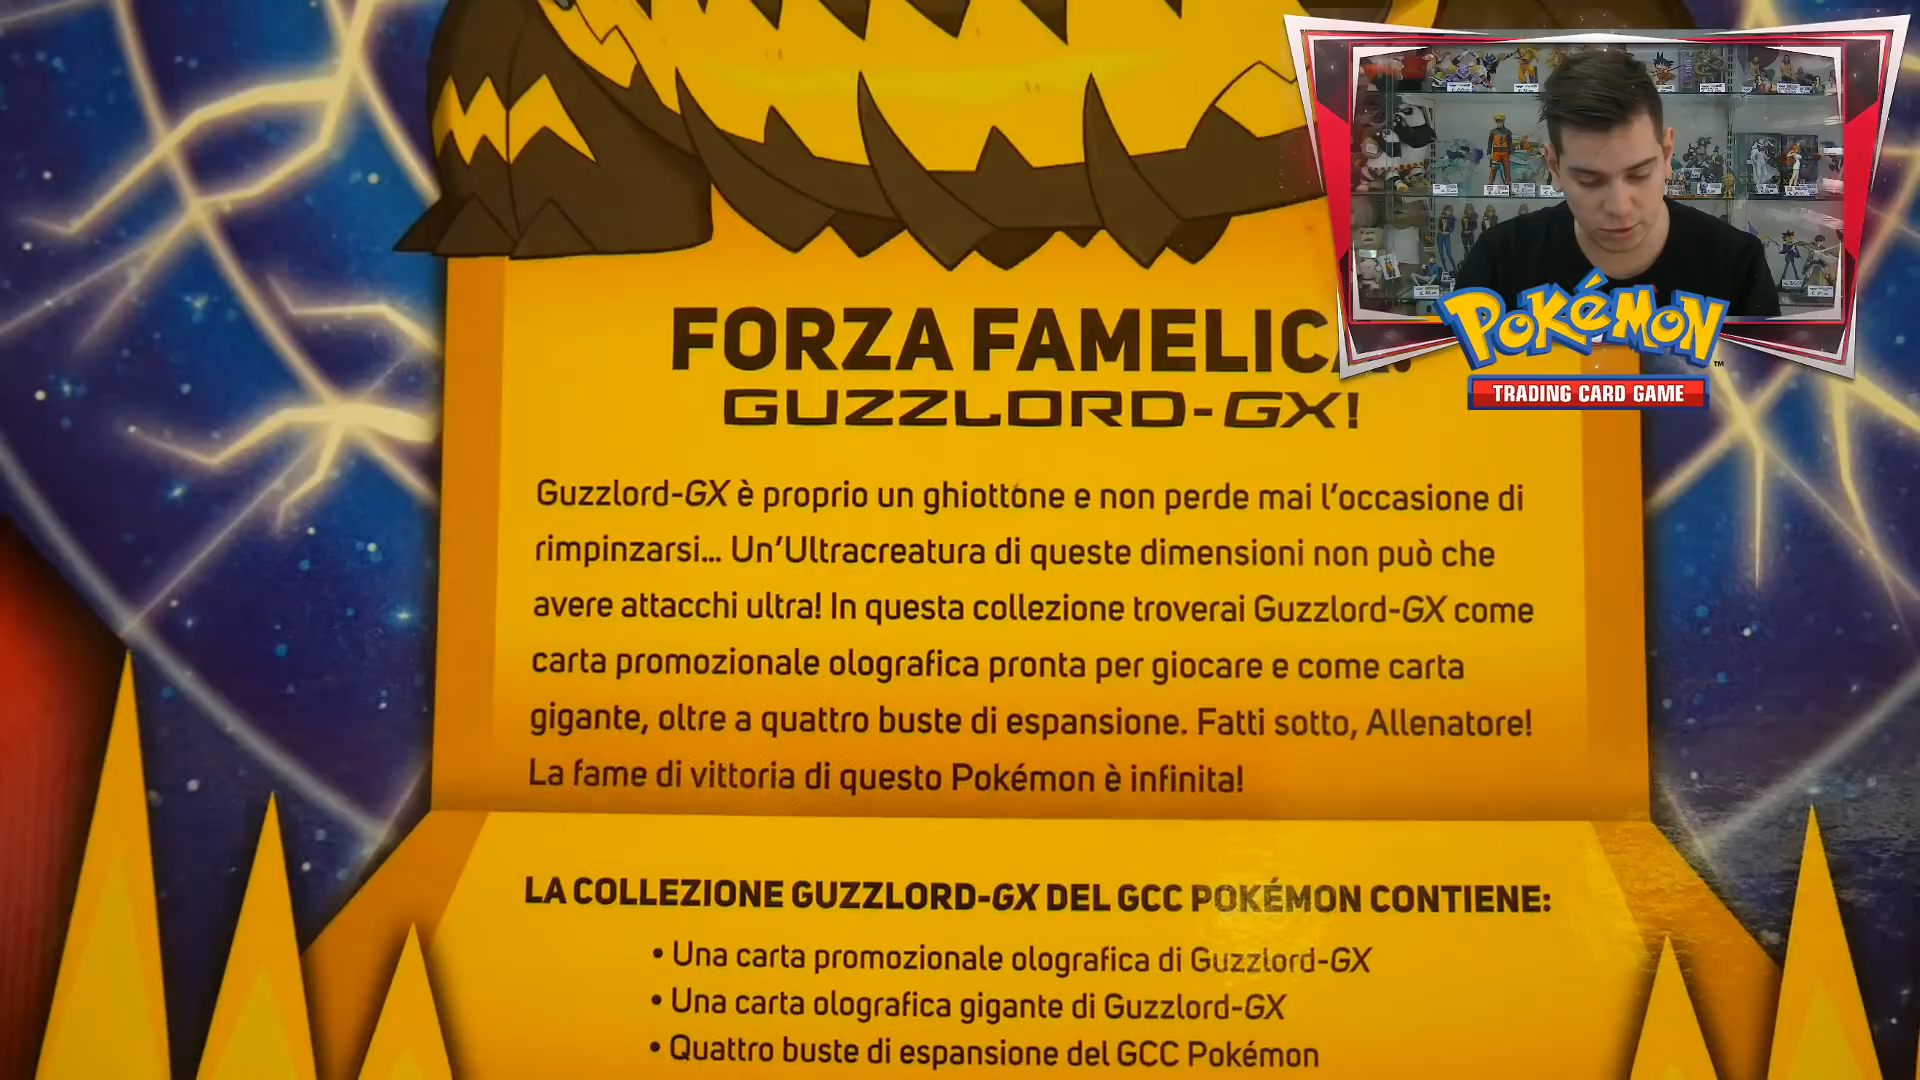 FORZA FAMELICA:
GUZZLORD-GX!
Guzzlord-GX è proprio un ghiottone e non perde mai l'occasione di
rimpinzarsi... Un'Ultracreatura di queste dimensioni non può che
avere attacchi ultra! In questa collezione troverai Guzzlord-GX come
carta promozionale olografica pronta per giocare e come carta
gigante, oltre a quattro buste di espansione. Fatti sotto, Allenatore!
La fame di vittoria di questo Pokémon è infinita!
LA COLLEZIONE GUZZLORD-GX DEL GCC POKÉMON CONTIENE:
• Una carta promozionale olografica di Guzzlord-GX
• Una carta olografica gigante di Guzzlord-GX
• Quattro buste di espansione del GCC Pokémon
POKÉMON
TM
TRADING CARD GAME